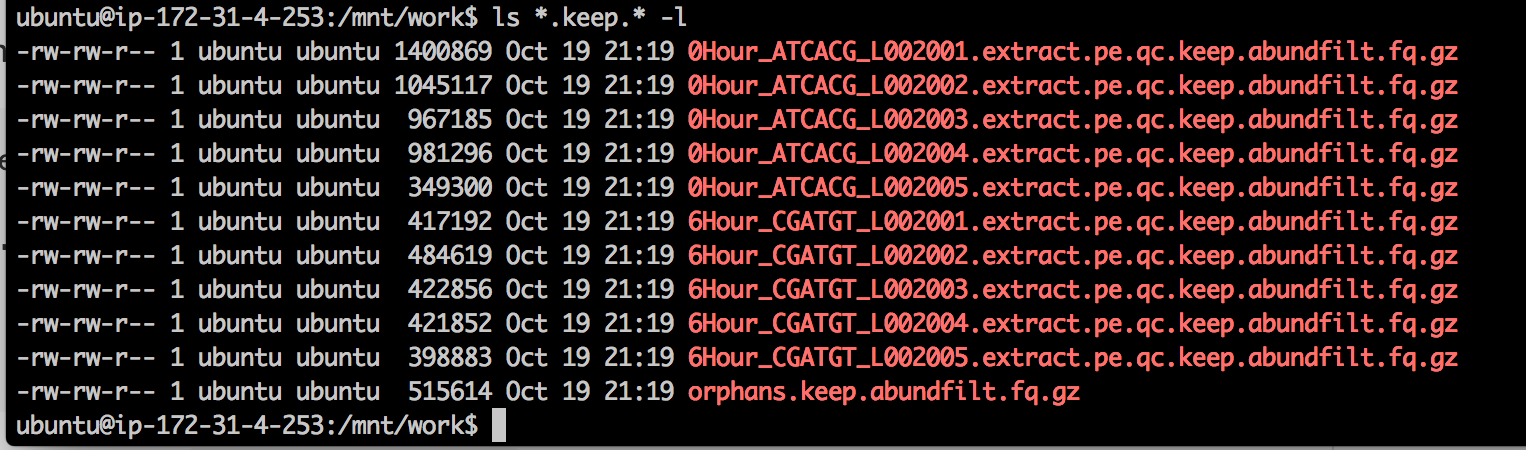 ubuntu@ip-172-31-4-253:/mnt/work$ ls *.keep.* -l
-rw-rw-r-- 1 ubuntu ubuntu 1400869 Oct 19 21:19 0Hour_ATCACG_L002001.extract.pe.qc.keep.abundfilt.fq.gz
-rw-rw-r-- 1 ubuntu ubuntu 1045117 Oct 19 21:19 0Hour_ATCACG_L002002.extract.pe.qc.keep.abundfilt.fq.gz
-rw-rw-r-- 1 ubuntu ubuntu  967185 Oct 19 21:19 0Hour_ATCACG_L002003.extract.pe.qc.keep.abundfilt.fq.gz
-rw-rw-r-- 1 ubuntu ubuntu  981296 Oct 19 21:19 0Hour_ATCACG_L002004.extract.pe.qc.keep.abundfilt.fq.gz
-rw-rw-r-- 1 ubuntu ubuntu  349300 Oct 19 21:19 0Hour_ATCACG_L002005.extract.pe.qc.keep.abundfilt.fq.gz
-rw-rw-r-- 1 ubuntu ubuntu  417192 Oct 19 21:19 6Hour_CGATGT_L002001.extract.pe.qc.keep.abundfilt.fq.gz
-rw-rw-r-- 1 ubuntu ubuntu  484619 Oct 19 21:19 6Hour_CGATGT_L002002.extract.pe.qc.keep.abundfilt.fq.gz
-rw-rw-r-- 1 ubuntu ubuntu  422856 Oct 19 21:19 6Hour_CGATGT_L002003.extract.pe.qc.keep.abundfilt.fq.gz
-rw-rw-r-- 1 ubuntu ubuntu  421852 Oct 19 21:19 6Hour_CGATGT_L002004.extract.pe.qc.keep.abundfilt.fq.gz
-rw-rw-r-- 1 ubuntu ubuntu  398883 Oct 19 21:19 6Hour_CGATGT_L002005.extract.pe.qc.keep.abundfilt.fq.gz
-rw-rw-r-- 1 ubuntu ubuntu  515614 Oct 19 21:19 orphans.keep.abundfilt.fq.gz
ubuntu@ip-172-31-4-253:/mnt/work$